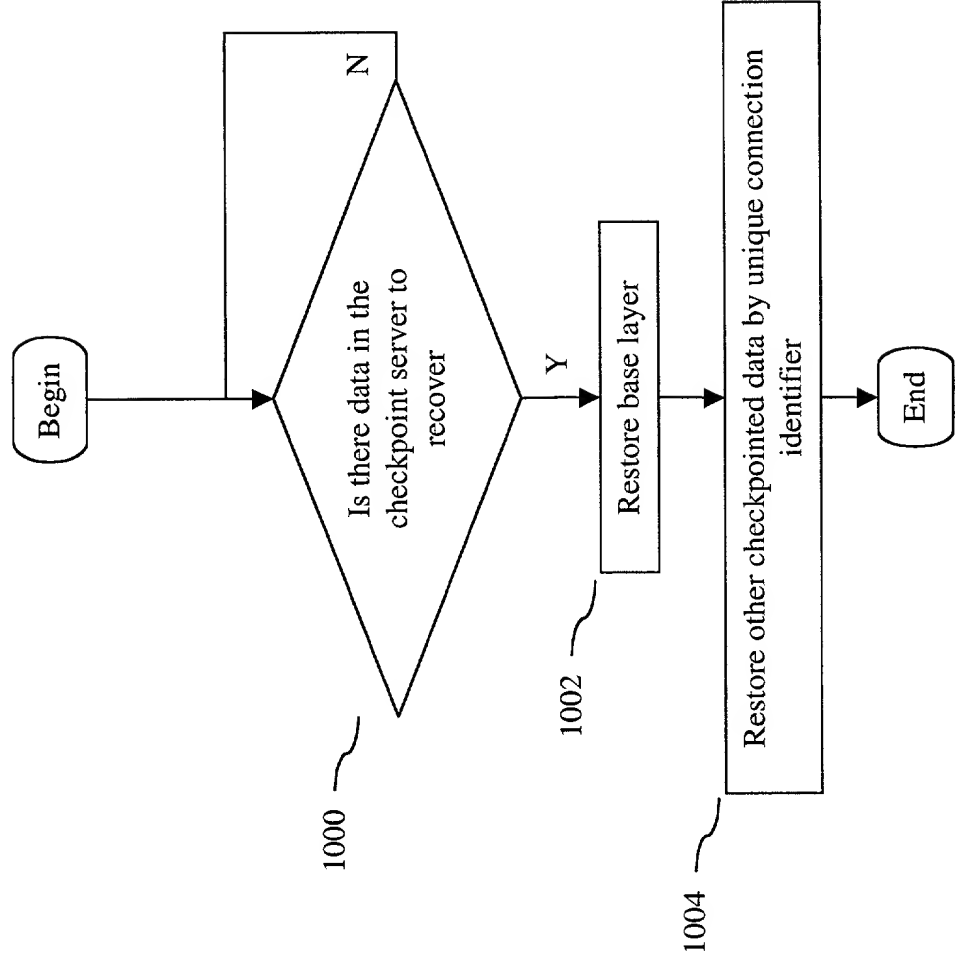 Begin
Is there data in the
checkpoint server to
recover
N
1000
Y
Restore base layer
1002
Restore other checkpointed data by unique connection
identifier
1004
End